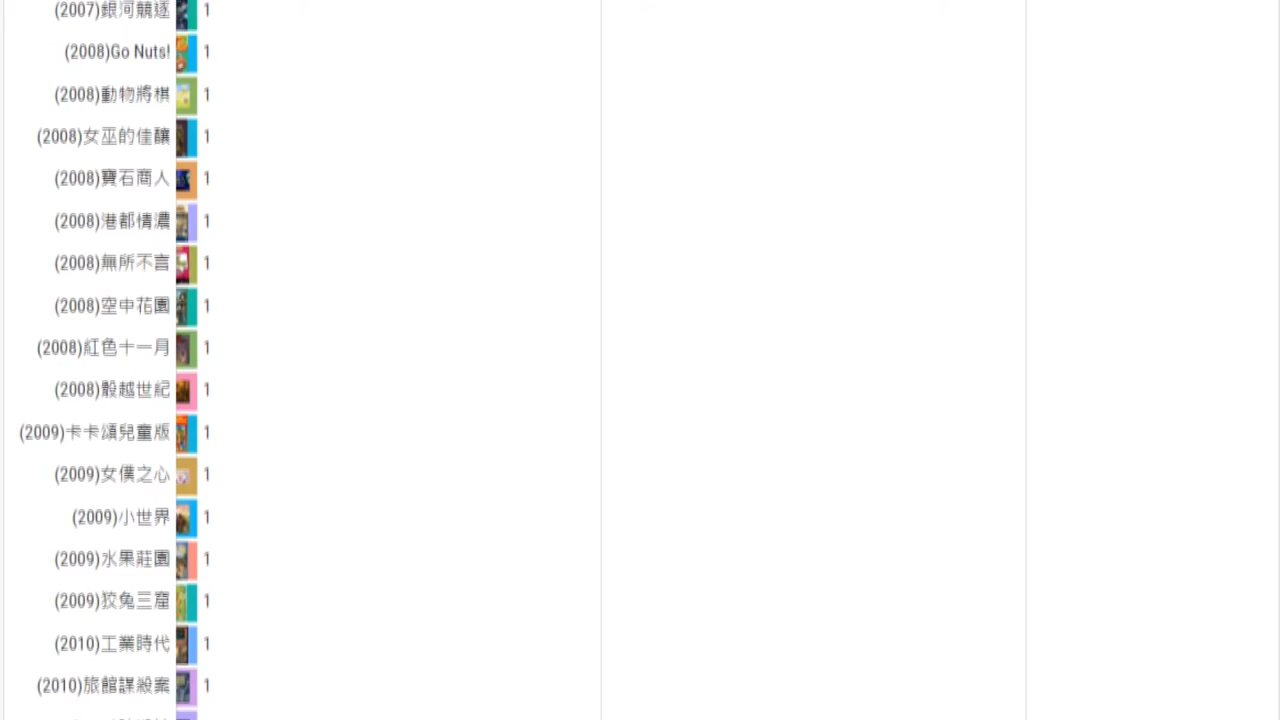 (2007)銀河競逐 1
(2008)Go Nuts! 1
(2008)動物將棋 1
(2008)女巫的佳釀 1
(2008)寶石商人 1
(2008)港都情濃 1
(2008)無所不言 1
(2008)空中花園 1
(2008)紅色十一月 1
(2008)骰越世紀 1
(2009)卡卡頌兒童版 1
(2009)女僕之心 1
(2009)小世界 1
(2009)水果莊園 1
(2009)狡兔三窟 1
(2010)工業時代 1
(2010)旅館謀殺案 1